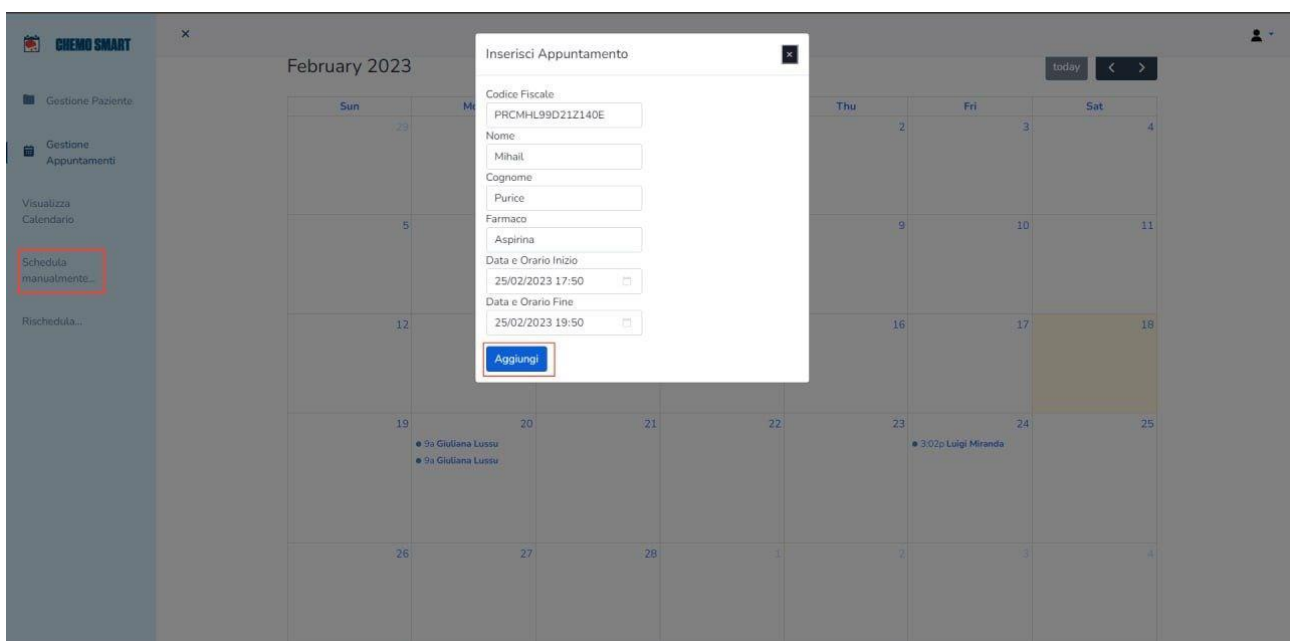 CHEMO SMART
×
Gestione Paziente
Gestione
Appuntamenti
Visualizza
Calendario
Schedula
manualmente...
Rischedula...
February 2023
today < >
Inserisci Appuntamento
×
Codice Fiscale
PRCMHL99D21Z140E
Nome
Mihail
Cognome
Purice
Farmaco
Aspirina
Data e Orario Inizio
25/02/2023 17:50
Data e Orario Fine
25/02/2023 19:50
Aggiungi
Sun Thu Fri Sat
29 2 3 4
5 9 10 11
12 16 17 18
19 20 21 22 23 24 25
9a Giuliana Lussu 3:02p Luigi Miranda
9a Giuliana Lussu
26 27 28 1 2 3 4